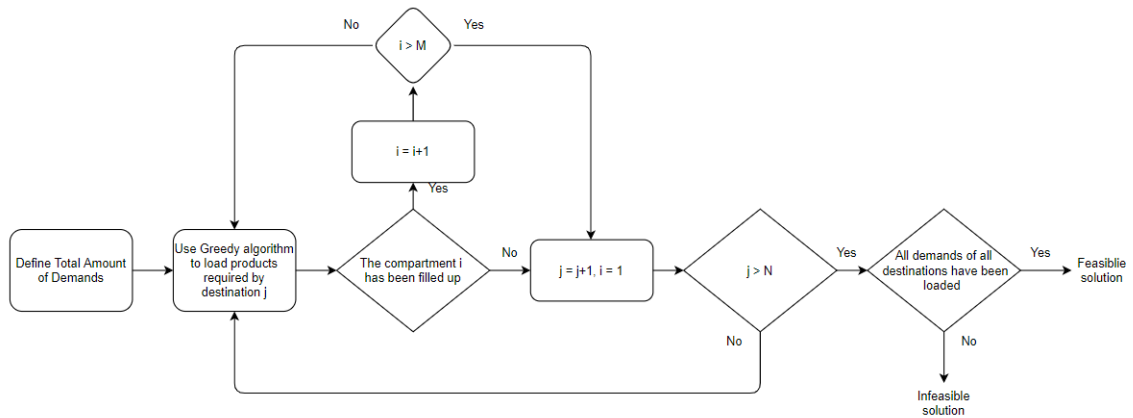 No
Yes
i > M
i = i+1
Yes
Define Total Amount
of Demands
Use Greedy algorithm
to load products
required by
destination j
The compartment i
has been filled up
No
j = j+1, i = 1
j > N
Yes
No
All demands of all
destinations have been
loaded
Yes
Feasiblie
solution
No
Infeasible
solution